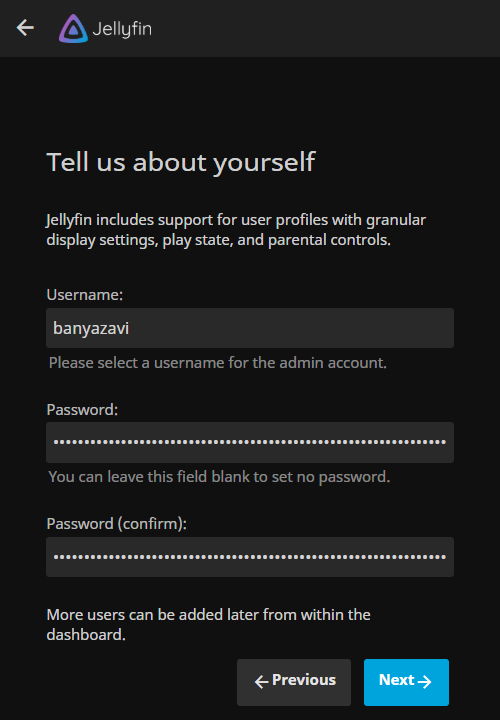 Jellyfin
Tell us about yourself
Jellyfin includes support for user profiles with granular
display settings, play state, and parental controls.
Username:
banyazavi
Please select a username for the admin account.
Password:
You can leave this field blank to set no password.
Password (confirm):
More users can be added later from within the
dashboard.
Previous
Next